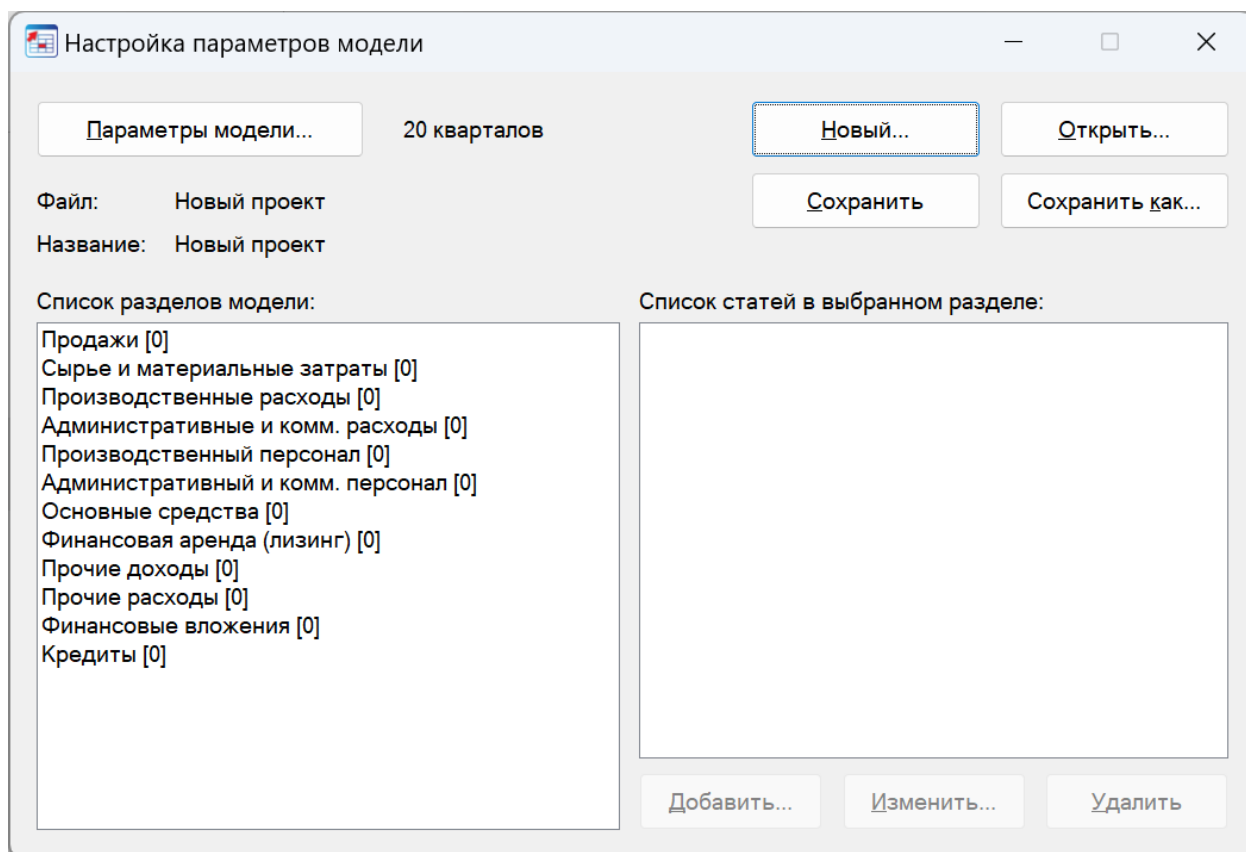 Настройка параметров модели
Параметры модели... 20 кварталов Новый... Открыть...
Файл: Новый проект Сохранить Сохранить как...
Название: Новый проект
Список разделов модели: Список статей в выбранном разделе:
Продажи [0]
Сырье и материальные затраты [0]
Производственные расходы [0]
Административные и комм. расходы [0]
Производственный персонал [0]
Административный и комм. персонал [0]
Основные средства [0]
Финансовая аренда (лизинг) [0]
Прочие доходы [0]
Прочие расходы [0]
Финансовые вложения [0]
Кредиты [0]
Добавить... Изменить... Удалить